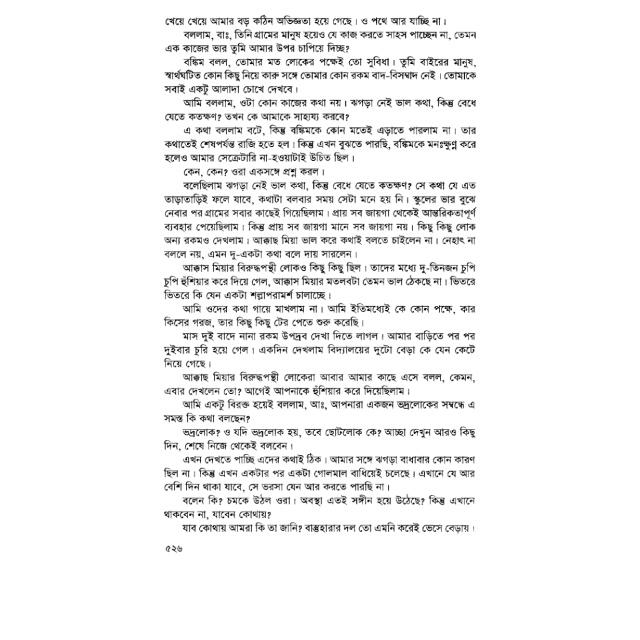 খেয়ে খেয়ে আমার বড় কঠিন অভিজ্ঞতা হয়ে গেছে। ও পথে আর যাচ্ছি না।
বললাম, বাঃ, তিনি গ্রামের মানুষ হয়েও যে কাজ করতে সাহস পাচ্ছেন না, তেমন
এক কাজের ভার তুমি আমার উপর চাপিয়ে দিচ্ছ?
বঙ্কিম বলল, তোমার মত লোকের পক্ষেই তো সুবিধা। তুমি বাইরের মানুষ,
স্বার্থঘটিত কোন কিছু নিয়ে কারু সঙ্গে তোমার কোন রকম বাদ-বিসম্বাদ নেই। তোমাকে
সবাই একটু আলাদা চোখে দেখবে।
আমি বললাম, ওটা কোন কাজের কথা নয়। ঝগড়া নেই ভাল কথা, কিন্তু বেধে
যেতে কতক্ষণ? তখন কে আমাকে সাহায্য করবে?
এ কথা বললাম বটে, কিন্তু বঙ্কিমকে কোন মতেই এড়াতে পারলাম না। তার
কথাতেই শেষপর্যন্ত রাজি হতে হল। কিন্তু এখন বুঝতে পারছি, বঙ্কিমকে মনঃক্ষুণ্ণ করে
হলেও আমার সেক্রেটারি না-হওয়াটাই উচিত ছিল।
কেন, কেন? ওরা একসঙ্গে প্রশ্ন করল।
বলেছিলাম ঝগড়া নেই ভাল কথা, কিন্তু বেধে যেতে কতক্ষণ? সে কথা যে এত
তাড়াতাড়িই ফলে যাবে, কথাটা বলবার সময় সেটা মনে হয় নি। স্কুলের ভার বুঝে
নেবার পর গ্রামের সবার কাছেই গিয়েছিলাম। প্রায় সব জায়গা থেকেই আন্তরিকতাপূর্ণ
ব্যবহার পেয়েছিলাম। কিন্তু প্রায় সব জায়গা মানে সব জায়গা নয়। কিছু কিছু লোক
অন্য রকমও দেখলাম। আক্কাছ মিয়া ভাল করে কথাই বলতে চাইলেন না। নেহাৎ না
বললে নয়, এমন দু-একটা কথা বলে দায় সারলেন।
আক্কাস মিয়ার বিরুদ্ধপন্থী লোকও কিছু কিছু ছিল। তাদের মধ্যে দু-তিনজন চুপি
চুপি হুঁশিয়ার করে দিয়ে গেল, আক্কাস মিয়ার মতলবটা তেমন ভাল ঠেকছে না। ভিতরে
ভিতরে কি যেন একটা শল্লাপরামর্শ চালাচ্ছে।
আমি ওদের কথা গায়ে মাখলাম না। আমি ইতিমধ্যেই কে কোন পক্ষে, কার
কিসের গরজ, তার কিছু কিছু টের পেতে শুরু করেছি।
মাস দুই বাদে নানা রকম উপদ্রব দেখা দিতে লাগল। আমার বাড়িতে পর পর
দুইবার চুরি হয়ে গেল। একদিন দেখলাম বিদ্যালয়ের দুটো বেড়া কে যেন কেটে
নিয়ে গেছে।
আক্কাছ মিয়ার বিরুদ্ধপন্থী লোকেরা আবার আমার কাছে এসে বলল, কেমন,
এবার দেখলেন তো? আগেই আপনাকে হুঁশিয়ার করে দিয়েছিলাম।
আমি একটু বিরক্ত হয়েই বললাম, আঃ, আপনারা একজন ভদ্রলোকের সম্বন্ধে এ
সমস্ত কি কথা বলছেন?
ভদ্রলোক? ও যদি ভদ্রলোক হয়, তবে ছোটলোক কে? আচ্ছা দেখুন আরও কিছু
দিন, শেষে নিজে থেকেই বলবেন।
এখন দেখতে পাচ্ছি এদের কথাই ঠিক। আমার সঙ্গে ঝগড়া বাধাবার কোন কারণ
ছিল না। কিন্তু এখন একটার পর একটা গোলমাল বাধিয়েই চলেছে। এখানে যে আর
বেশি দিন থাকা যাবে, সে ভরসা যেন আর করতে পারছি না।
বলেন কি? চমকে উঠল ওরা। অবস্থা এতই সঙ্গীন হয়ে উঠেছে? কিন্তু এখানে
থাকবেন না, যাবেন কোথায়?
যাব কোথায় আমরা কি তা জানি? বাস্তুহারার দল তো এমনি করেই ভেসে বেড়ায়।
৫২৬